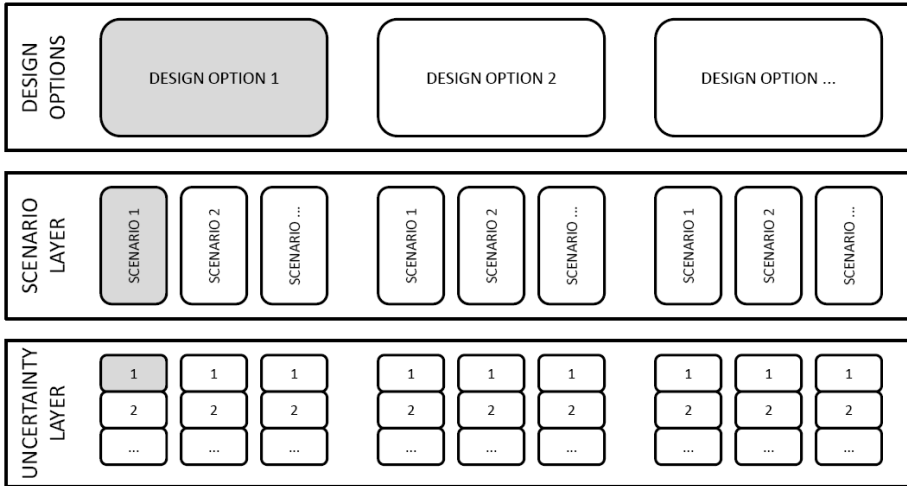 DESIGN
OPTIONS
DESIGN OPTION 1
DESIGN OPTION 2
DESIGN OPTION ...
SCENARIO
LAYER
SCENARIO 1
SCENARIO 2
SCENARIO ...
SCENARIO 1
SCENARIO 2
SCENARIO ...
SCENARIO 1
SCENARIO 2
SCENARIO ...
UNCERTAINTY
LAYER
1 1 1 1 1 1 1 1 1
2 2 2 2 2 2 2 2 2
... ... ... ... ... ... ... ... ...